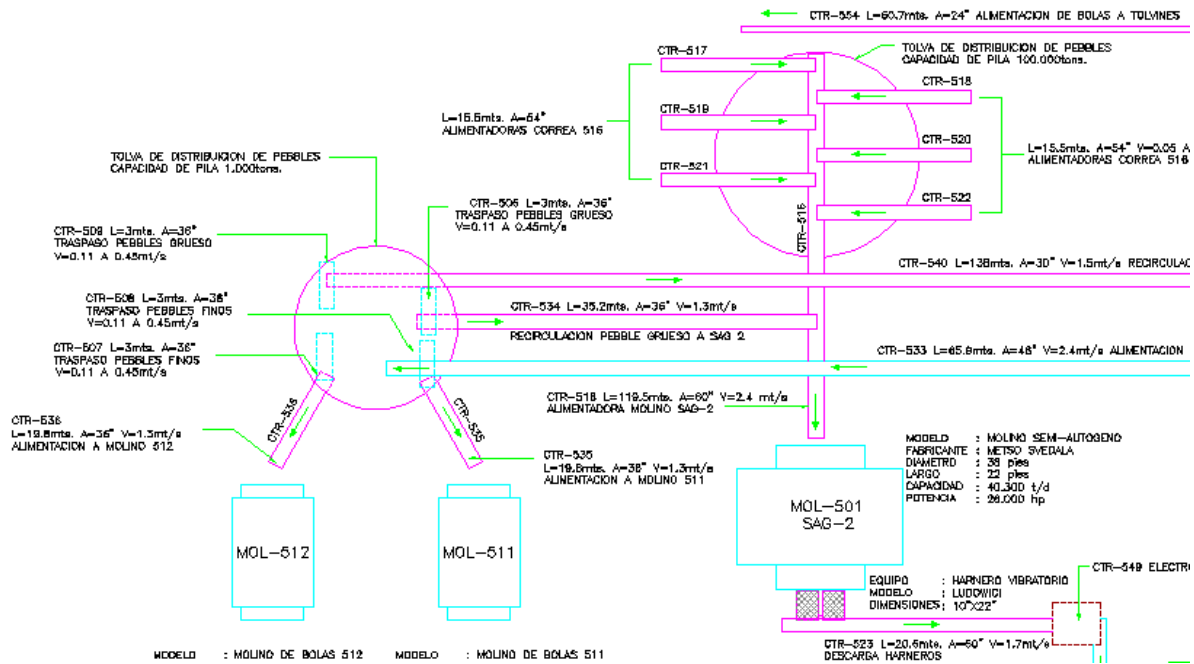 CTR-554 L=60.7mts. A=24" ALIMENTACION DE BOLAS A TOLVINES
CTR-517
TOLVA DE DISTRIBUCION DE PEBBLES
CAPACIDAD DE PILA 100.000tons.
CTR-518
CTR-519
L=15.5mts. A=54"
ALIMENTADORAS CORREA 516
CTR-520
L=15.5mts. A=54" V=0.05 A
ALIMENTADORAS CORREA 516
CTR-521
CTR-522
CTR-516
TOLVA DE DISTRIBUCION DE PEBBLES
CAPACIDAD DE PILA 1.000tons.
CTR-506 L=3mts. A=36"
TRASPASO PEBBLES GRUESO
V=0.11 A 0.45mt/s
CTR-509 L=3mts. A=36"
TRASPASO PEBBLES GRUESO
V=0.11 A 0.45mt/s
CTR-540 L=138mts. A=30" V=1.5mt/s RECIRCULAC
CTR-508 L=3mts. A=36"
TRASPASO PEBBLES FINOS
V=0.11 A 0.45mt/s
CTR-534 L=35.2mts. A=36" V=1.3mt/s
RECIRCULACION PEBBLE GRUESO A SAG 2
CTR-507 L=3mts. A=36"
TRASPASO PEBBLES FINOS
V=0.11 A 0.45mt/s
CTR-533 L=65.9mts. A=48" V=2.4mt/s ALIMENTACION
CTR-516 L=119.5mts. A=60" V=2.4 mt/s
ALIMENTADORA MOLINO SAG-2
CTR-536
L=19.8mts. A=36" V=1.3mt/s
ALIMENTACION A MOLINO 512
CTR-536
CTR-535
CTR-535
L=19.8mts. A=36" V=1.3mt/s
ALIMENTACION A MOLINO 511
MODELO : MOLINO SEMI-AUTOGENO
FABRICANTE : METSO SVEDALA
DIAMETRO : 38 pies
LARGO : 22 pies
CAPACIDAD : 40.300 t/d
POTENCIA : 26.000 hp
MOL-501
SAG-2
MOL-512
MOL-511
EQUIPO : HARNERO VIBRATORIO
MODELO : LUDOWICI
DIMENSIONES : 10"X22"
CTR-549 ELECTRO
CTR-523 L=20.6mts. A=60" V=1.7mt/s
DESCARGA HARNEROS
MODELO : MOLINO DE BOLAS 512
MODELO : MOLINO DE BOLAS 511